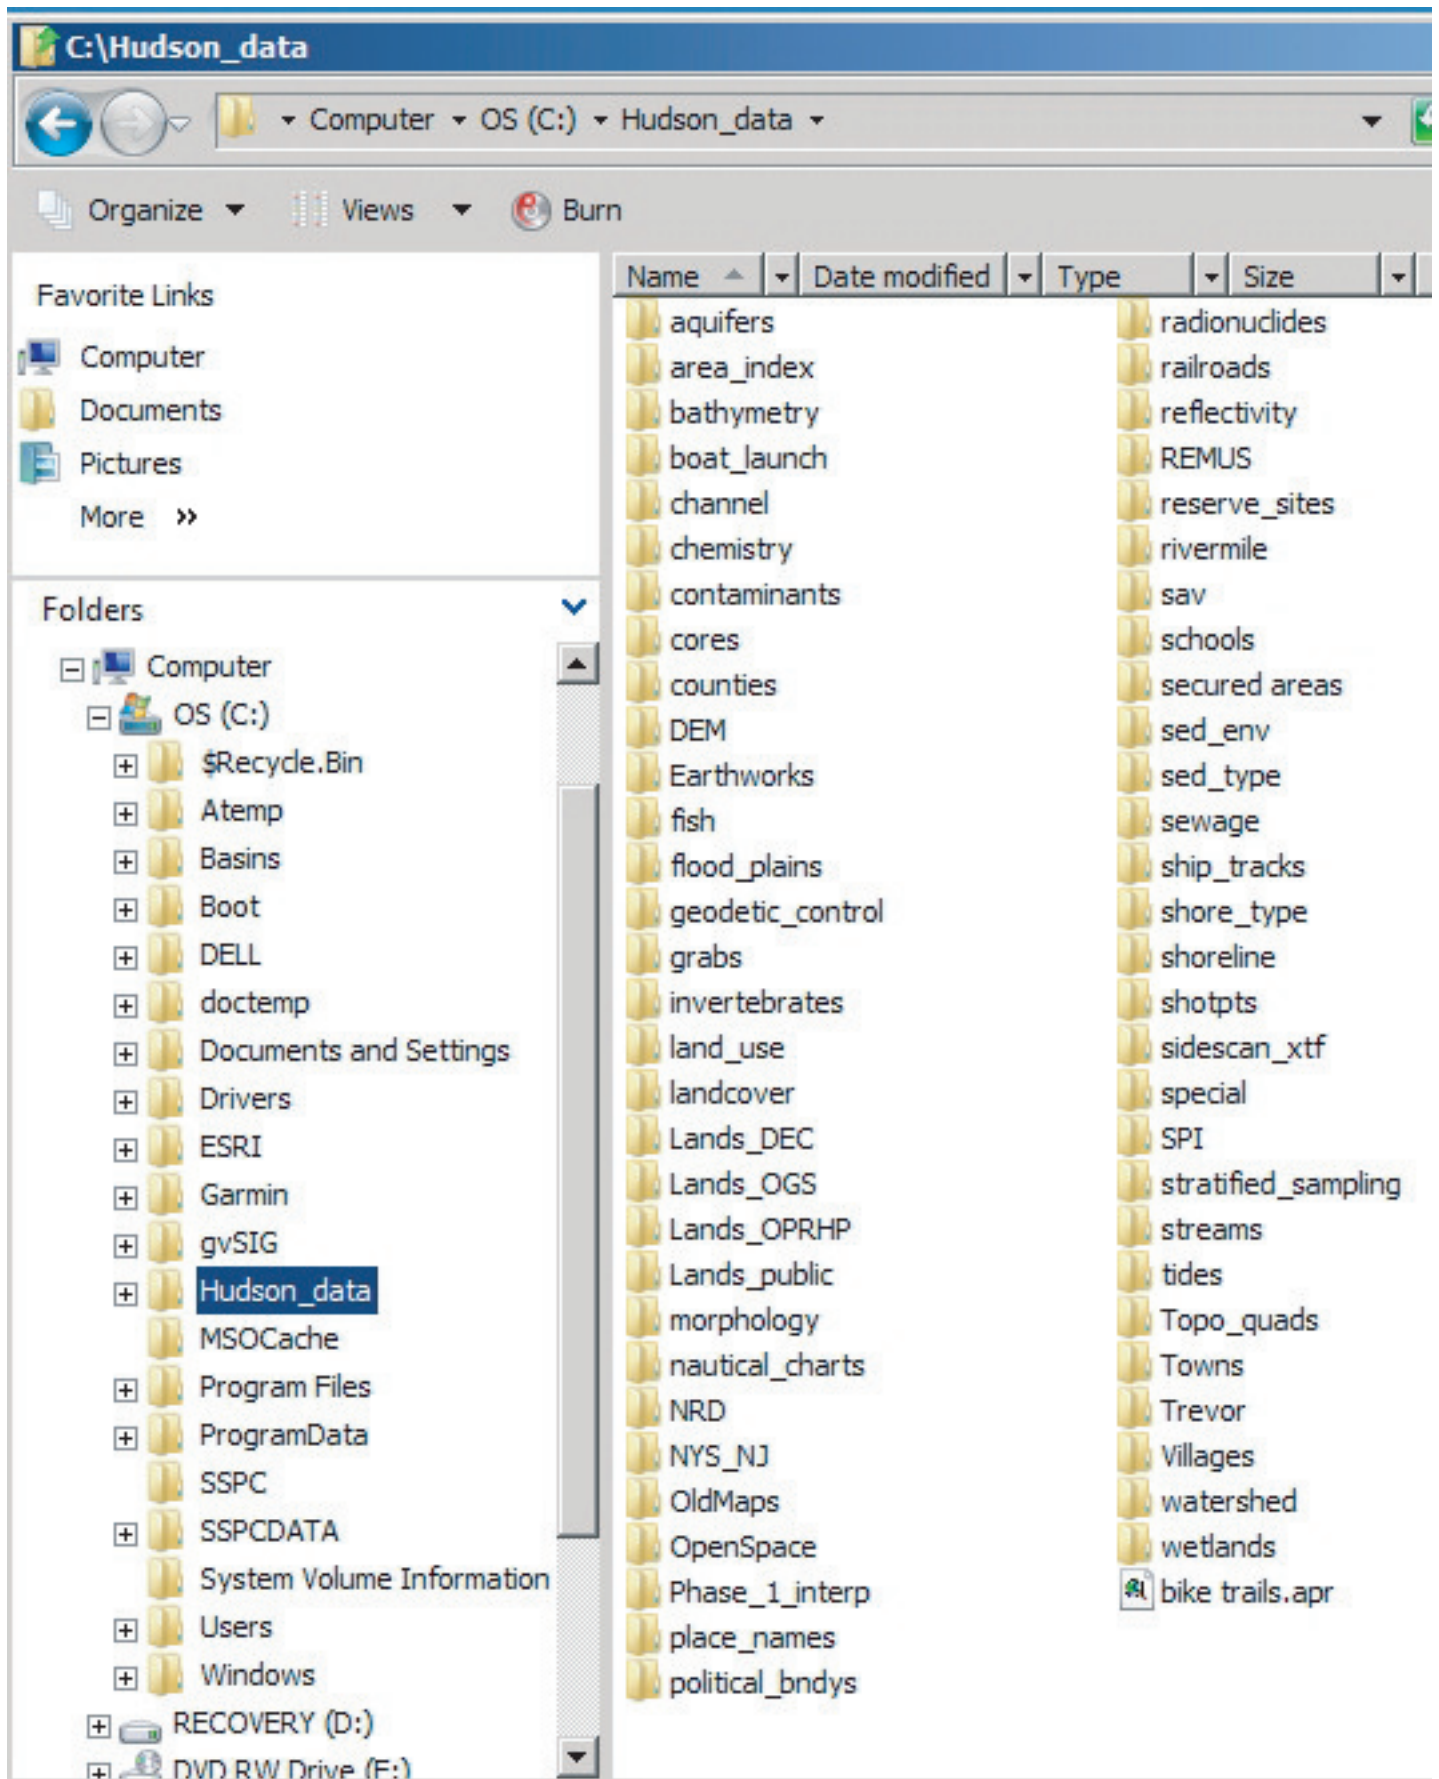 C:\Hudson_data
Computer OS (C:) Hudson_data
Organize Views Burn
Favorite Links
Computer
Documents
Pictures
More »
Folders
Computer
OS (C:)
$Recycle.Bin
Atemp
Basins
Boot
DELL
doctemp
Documents and Settings
Drivers
ESRI
Garmin
gvSIG
Hudson_data
MSOCache
Program Files
ProgramData
SSPC
SSPCDATA
System Volume Information
Users
Windows
RECOVERY (D:)
DVD RW Drive (E:)
Name Date modified Type Size
aquifers
area_index
bathymetry
boat_launch
channel
chemistry
contaminants
cores
counties
DEM
Earthworks
fish
flood_plains
geodetic_control
grabs
invertebrates
land_use
landcover
Lands_DEC
Lands_OGS
Lands_OPRHP
Lands_public
morphology
nautical_charts
NRD
NYS_NJ
OldMaps
OpenSpace
Phase_1_interp
place_names
political_bndys
radionuclides
railroads
reflectivity
REMUS
reserve_sites
rivermile
sav
schools
secured areas
sed_env
sed_type
sewage
ship_tracks
shore_type
shoreline
shotpts
sidescan_xtf
special
SPI
stratified_sampling
streams
tides
Topo_quads
Towns
Trevor
Villages
watershed
wetlands
bike trails.apr